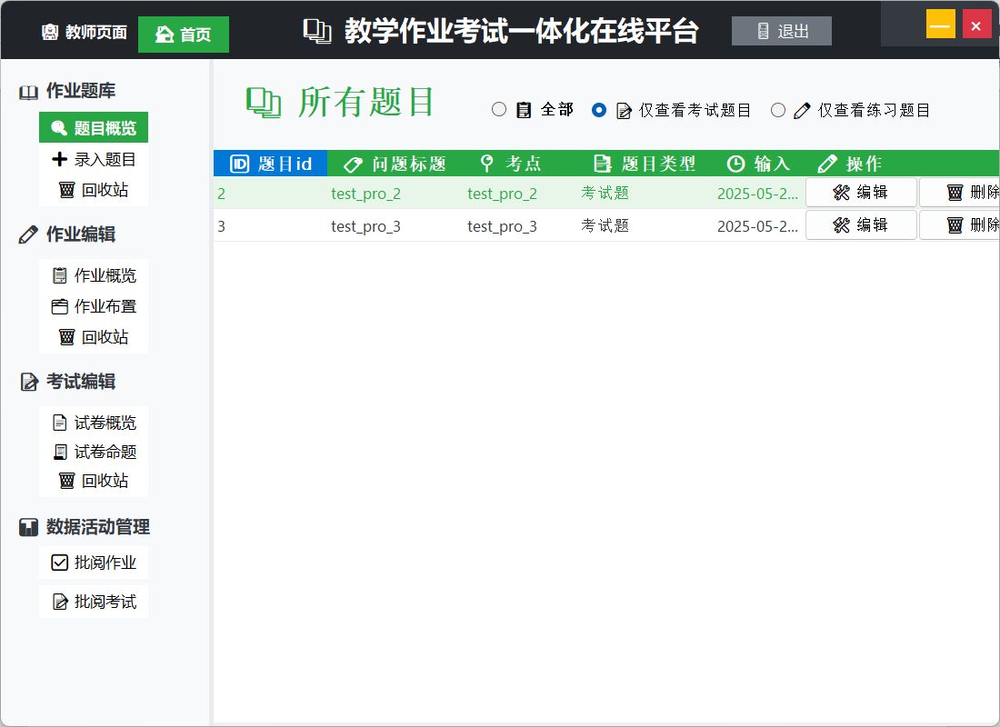 教师页面 首页 教学作业考试一体化在线平台 退出
作业题库
题目概览
录入题目
回收站
作业编辑
作业概览
作业布置
回收站
考试编辑
试卷概览
试卷命题
回收站
数据活动管理
批阅作业
批阅考试
所有题目 全部 仅查看考试题目 仅查看练习题目
题目id 问题标题 考点 题目类型 输入 操作
2 test_pro_2 test_pro_2 考试题 2025-05-2... 编辑 删除
3 test_pro_3 test_pro_3 考试题 2025-05-2... 编辑 删除